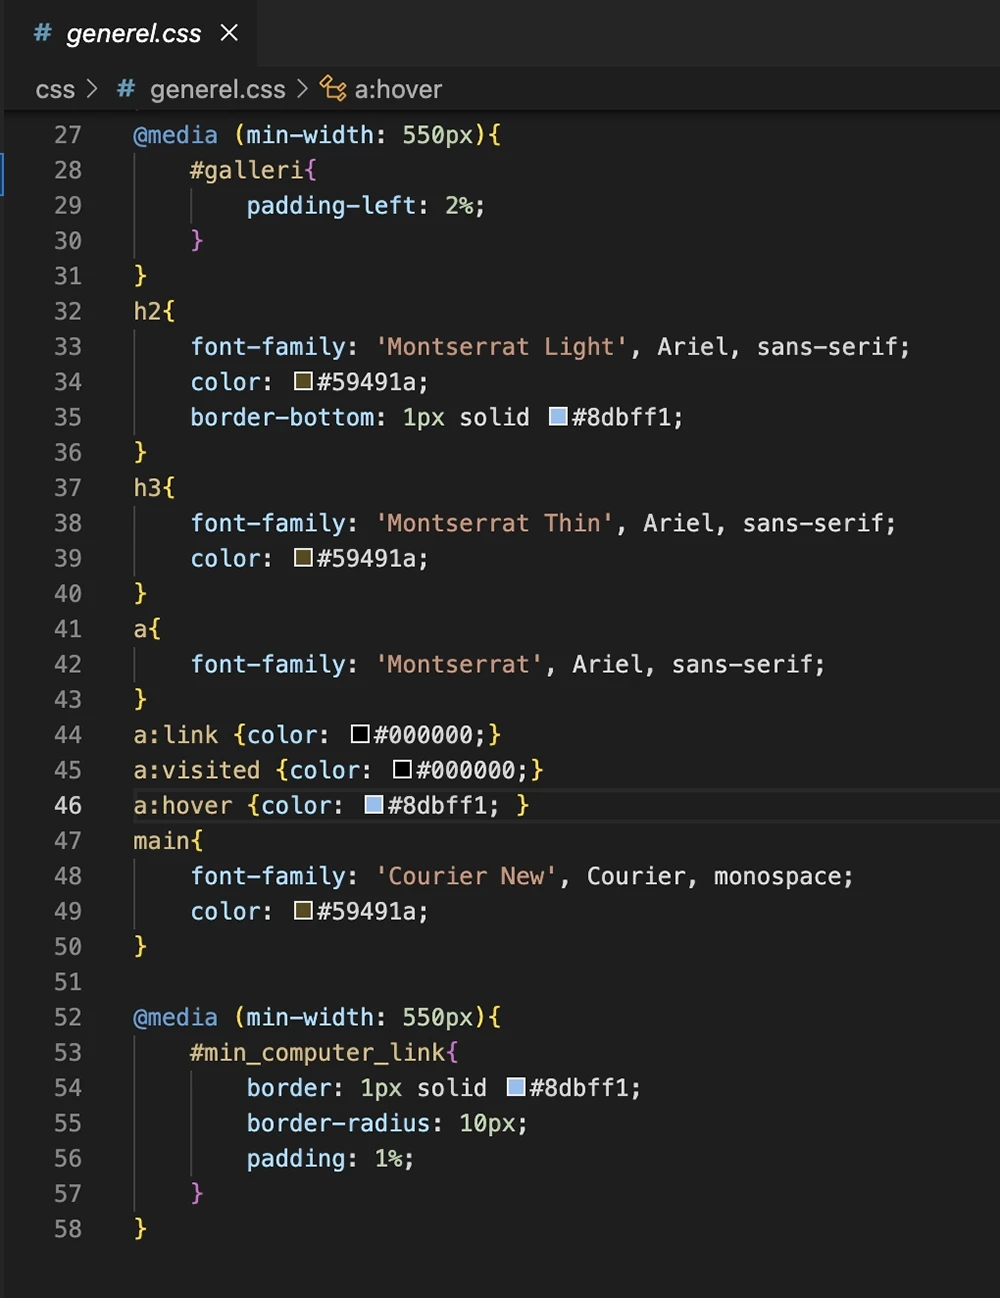 # generel.css ×
css > # generel.css > a:hover
27 @media (min-width: 550px){
28     #galleri{
29         padding-left: 2%;
30     }
31 }
32 h2{
33     font-family: 'Montserrat Light', Ariel, sans-serif;
34     color: #59491a;
35     border-bottom: 1px solid #8dbff1;
36 }
37 h3{
38     font-family: 'Montserrat Thin', Ariel, sans-serif;
39     color: #59491a;
40 }
41 a{
42     font-family: 'Montserrat', Ariel, sans-serif;
43 }
44 a:link {color: #000000;}
45 a:visited {color: #000000;}
46 a:hover {color: #8dbff1; }
47 main{
48     font-family: 'Courier New', Courier, monospace;
49     color: #59491a;
50 }
51
52 @media (min-width: 550px){
53     #min_computer_link{
54         border: 1px solid #8dbff1;
55         border-radius: 10px;
56         padding: 1%;
57     }
58 }